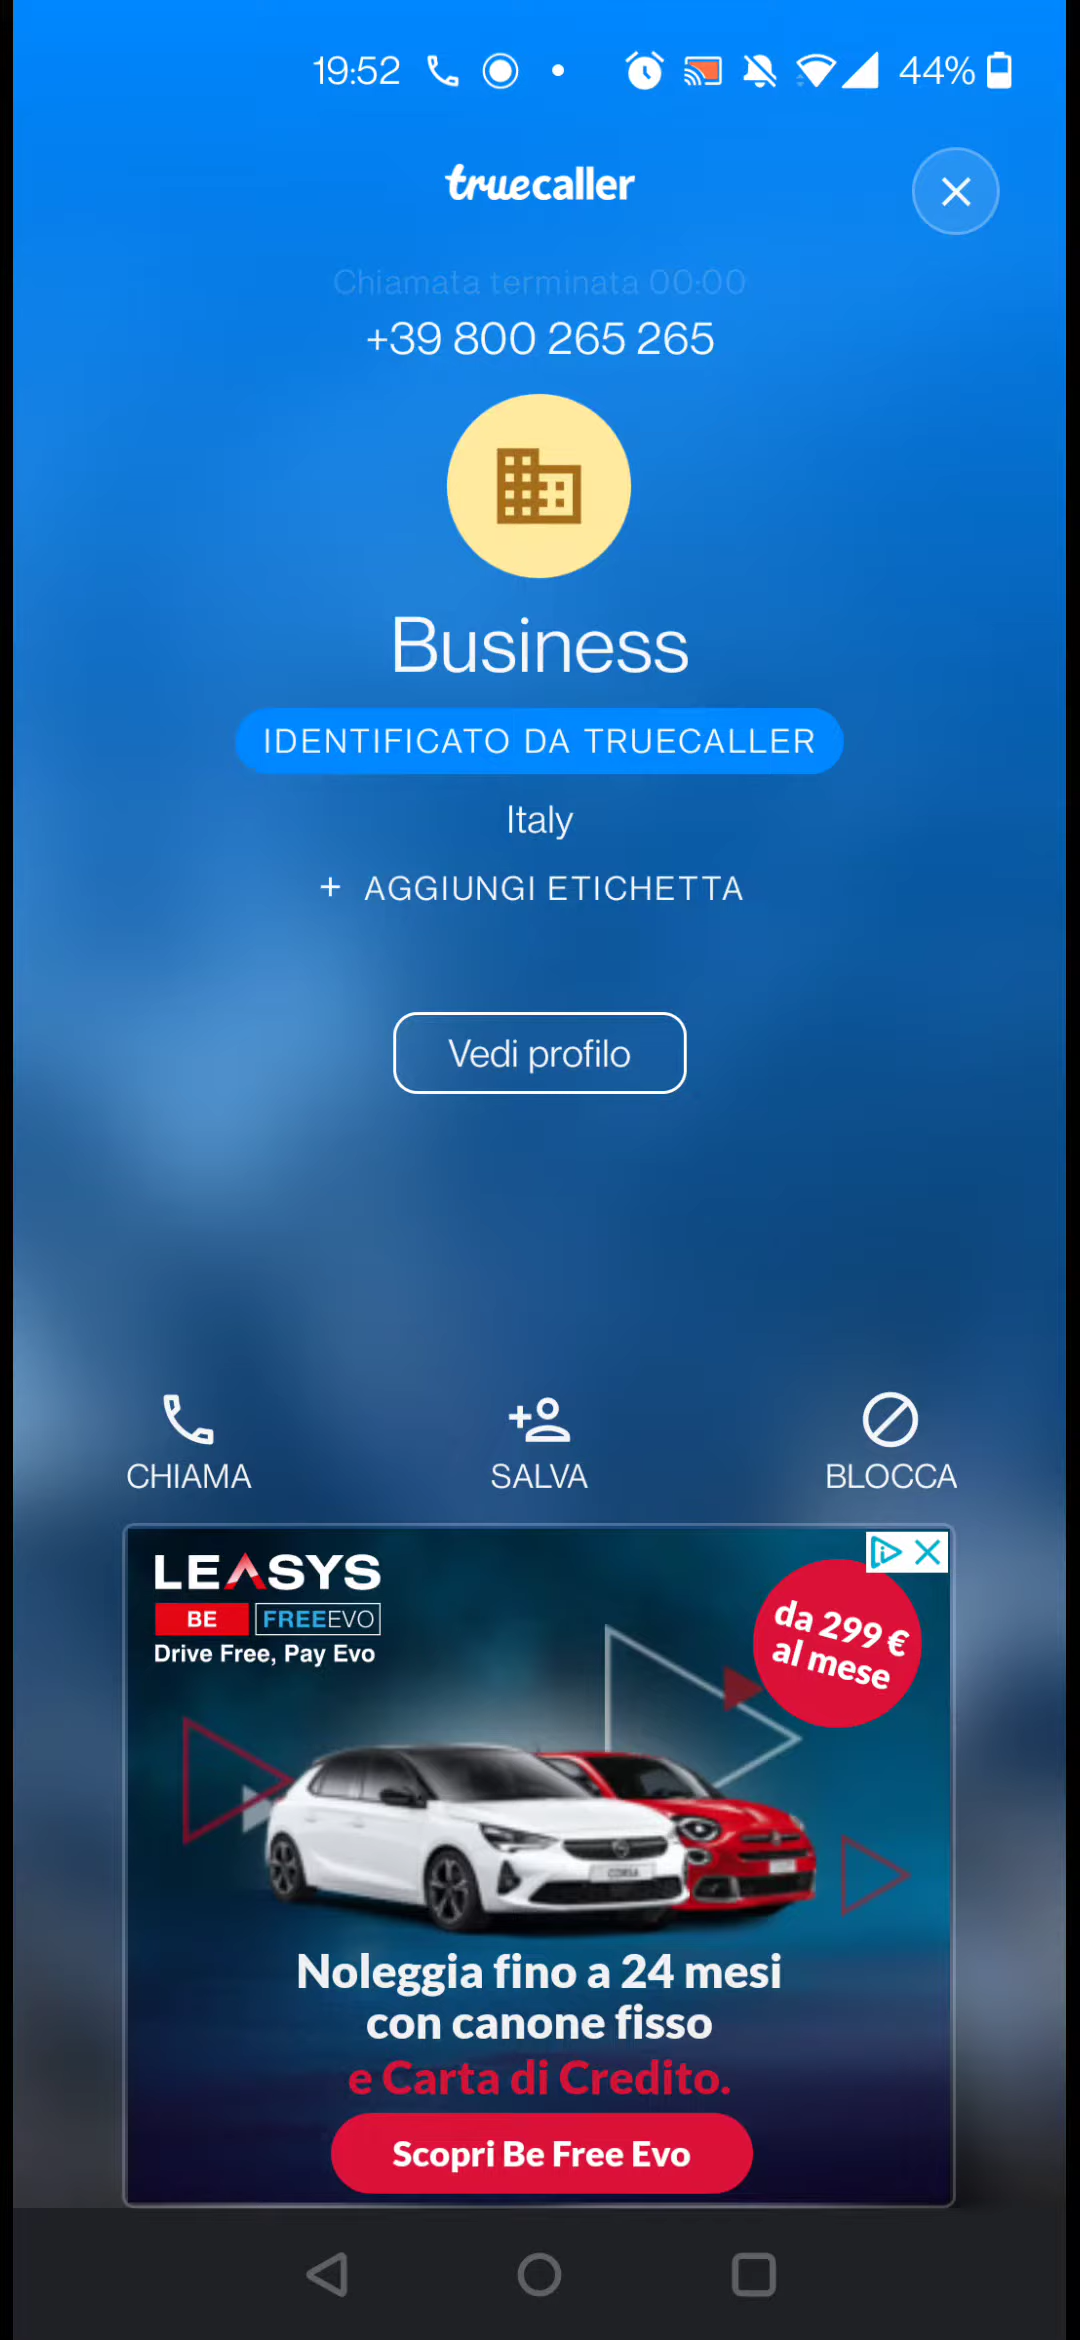 19:52
44%
truecaller
Chiamata terminata 00:00
+39 800 265 265
Business
IDENTIFICATO DA TRUECALLER
Italy
+ AGGIUNGI ETICHETTA
Vedi profilo
CHIAMA
SALVA
BLOCCA
LEASYS
BE FREEEVO
Drive Free, Pay Evo
da 299 €
al mese
CORSA
Noleggia fino a 24 mesi
con canone fisso
e Carta di Credito.
Scopri Be Free Evo